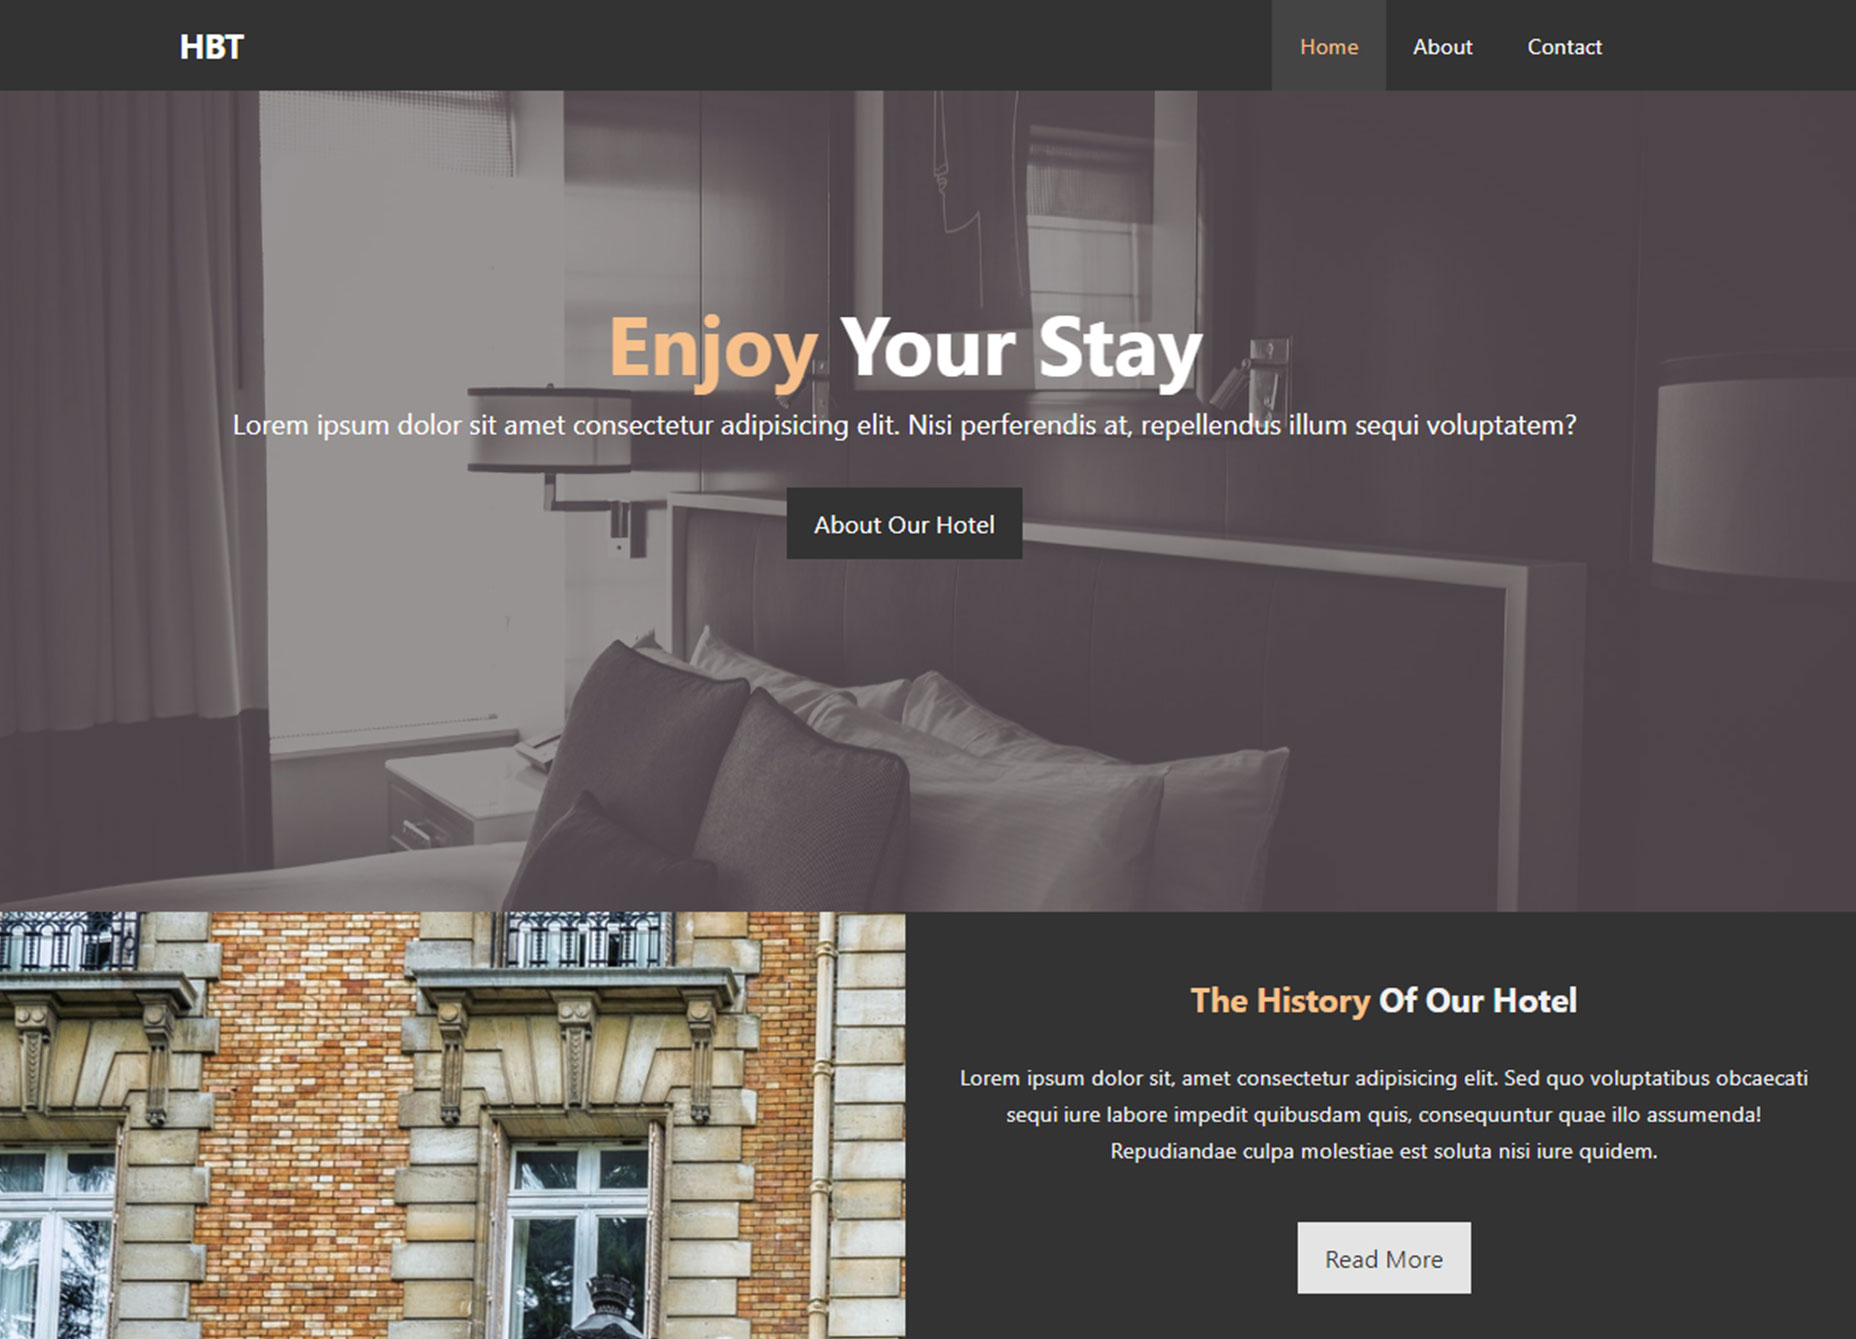 HBT
Home About Contact
Enjoy Your Stay
Lorem ipsum dolor sit amet consectetur adipisicing elit. Nisi perferendis at, repellendus illum sequi voluptatem?
About Our Hotel
The History Of Our Hotel
Lorem ipsum dolor sit, amet consectetur adipisicing elit. Sed quo voluptatibus obcaecati
sequi iure labore impedit quibusdam quis, consequuntur quae illo assumenda!
Repudiandae culpa molestiae est soluta nisi iure quidem.
Read More